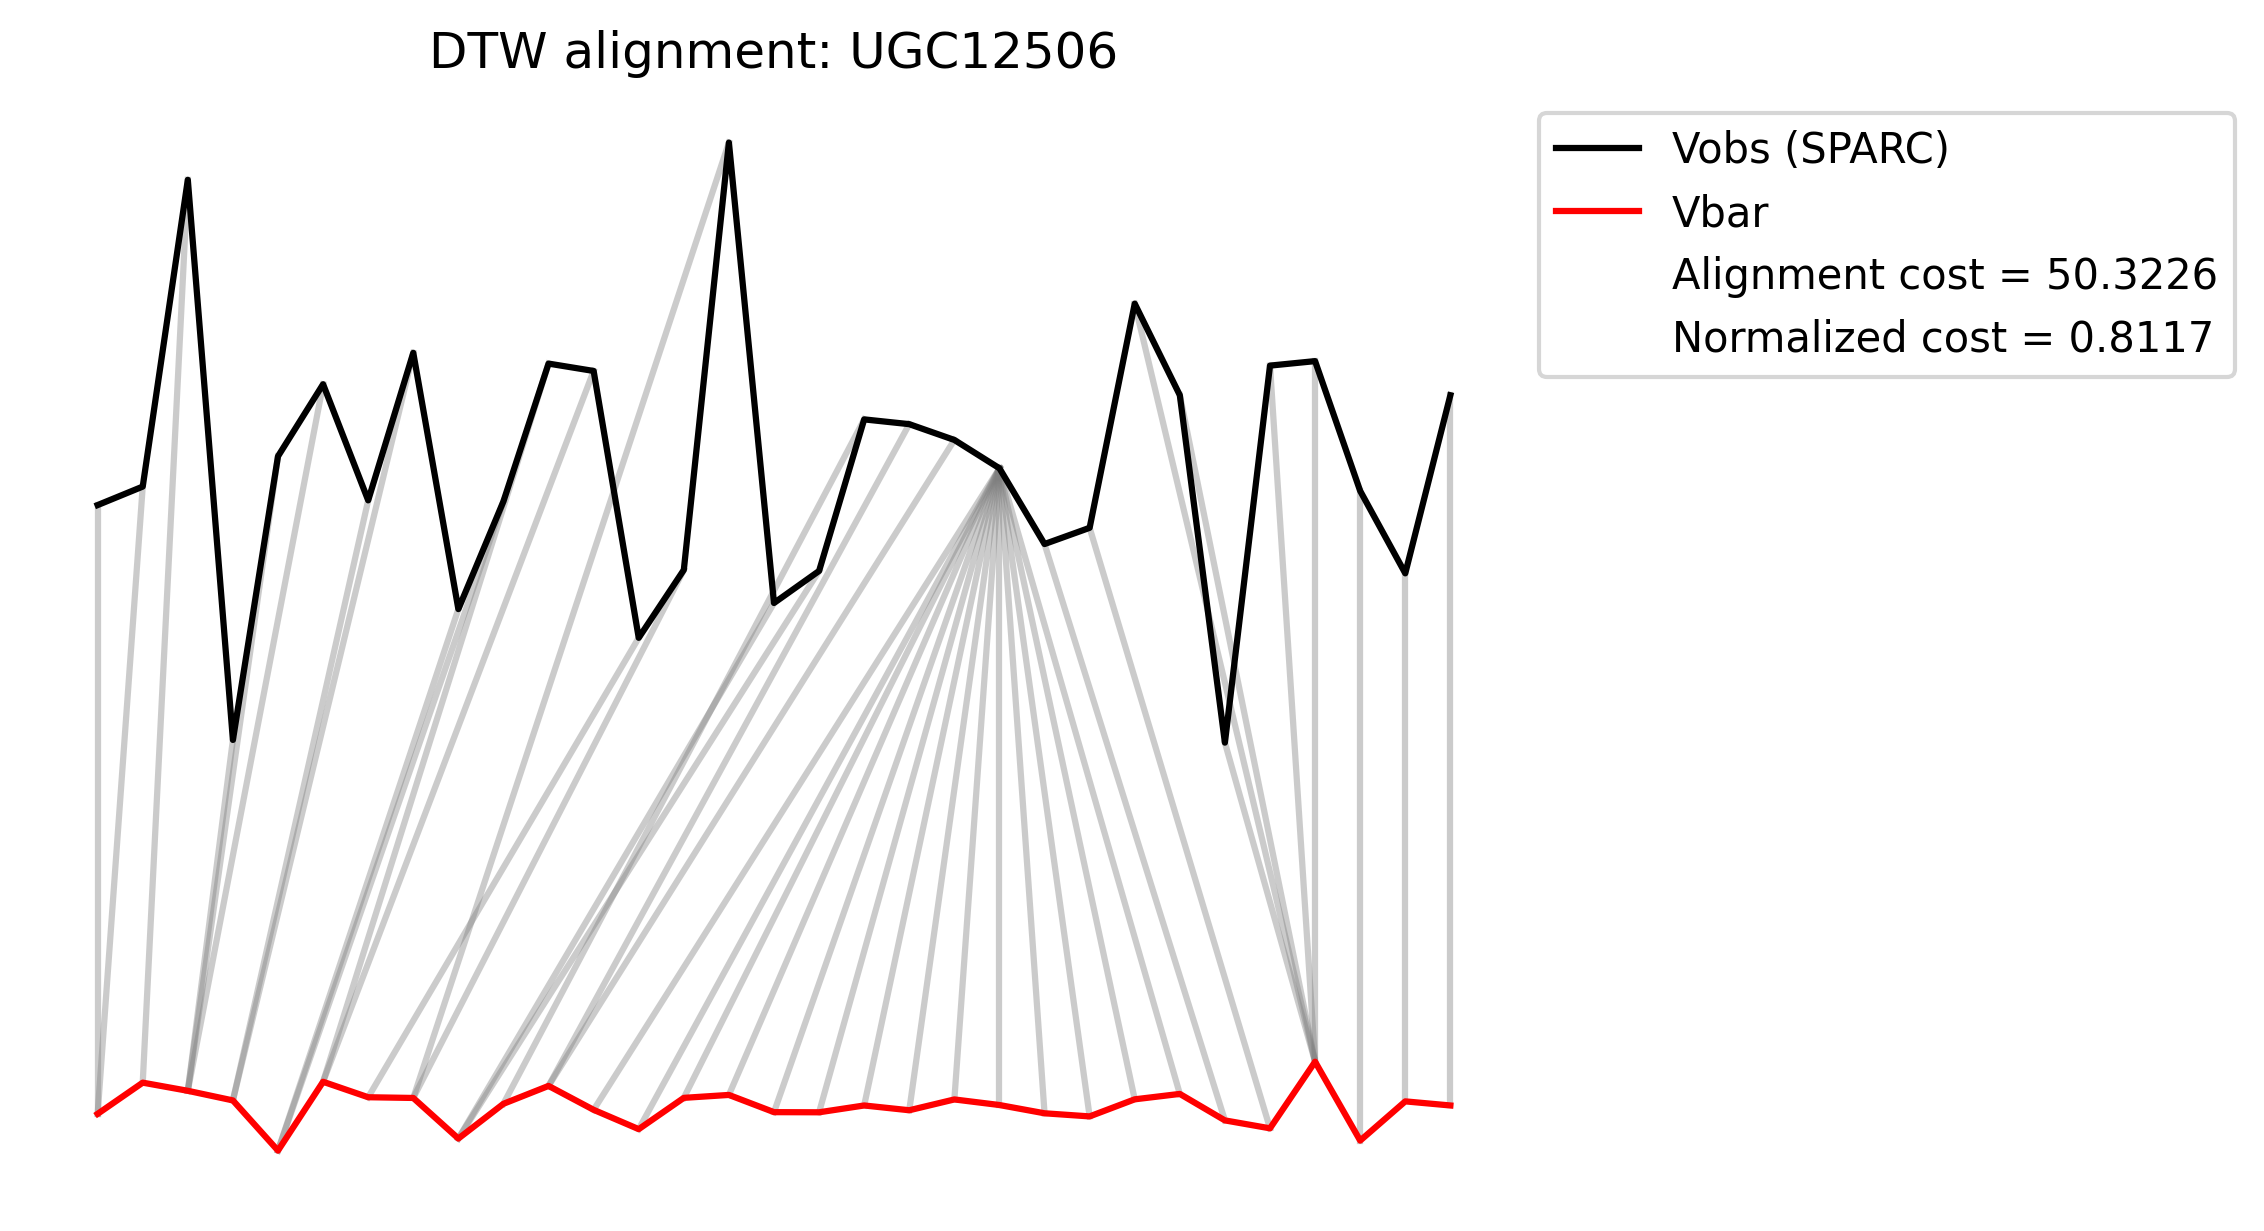 DTW alignment: UGC12506
Vobs (SPARC)
Vbar
Alignment cost = 50.3226
Normalized cost = 0.8117